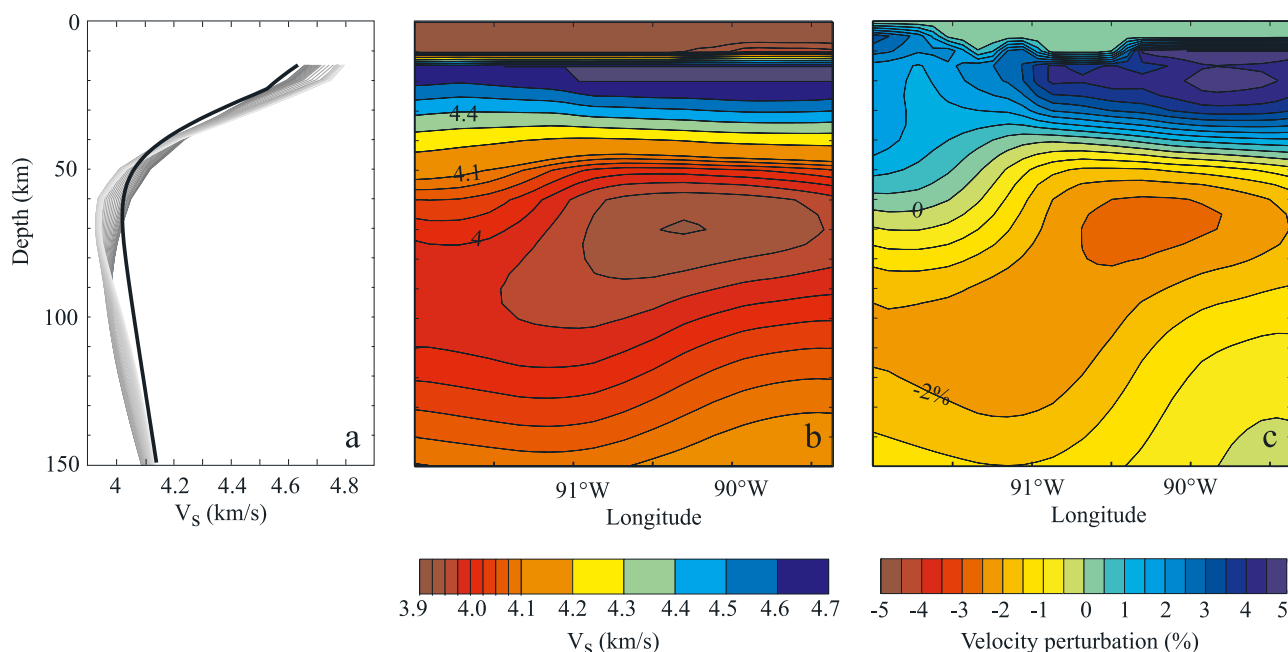 0
50
100
150
Depth (km)
4 4.2 4.4 4.6 4.8
V_S (km/s)
a
4.4
4.1
4
b
91°W 90°W
Longitude
0
-2%
c
91°W 90°W
Longitude
3.9 4.0 4.1 4.2 4.3 4.4 4.5 4.6 4.7
V_S (km/s)
-5 -4 -3 -2 -1 0 1 2 3 4 5
Velocity perturbation (%)